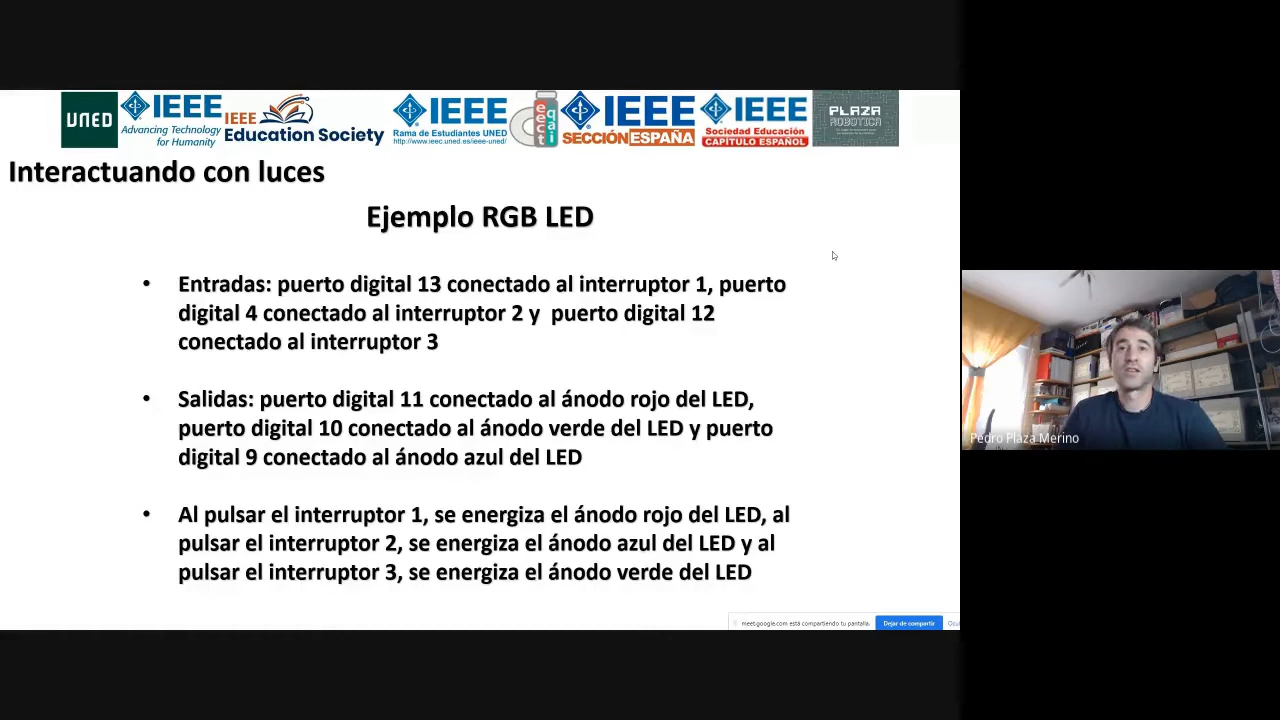 UNED
IEEE
Advancing Technology
for Humanity
IEEE
Education Society
IEEE
Rama de Estudiantes UNED
http://www.ieec.uned.es/ieee-uned/
IEEE
SECCIÓN ESPAÑA
IEEE
Sociedad Educación
CAPÍTULO ESPAÑOL
PLAZA
ROBOTICA
Interactuando con luces
Ejemplo RGB LED
• Entradas: puerto digital 13 conectado al interruptor 1, puerto
digital 4 conectado al interruptor 2 y puerto digital 12
conectado al interruptor 3
• Salidas: puerto digital 11 conectado al ánodo rojo del LED,
puerto digital 10 conectado al ánodo verde del LED y puerto
digital 9 conectado al ánodo azul del LED
• Al pulsar el interruptor 1, se energiza el ánodo rojo del LED, al
pulsar el interruptor 2, se energiza el ánodo azul del LED y al
pulsar el interruptor 3, se energiza el ánodo verde del LED
Pedro Plaza Merino
meet.google.com está compartiendo tu pantalla.
Dejar de compartir